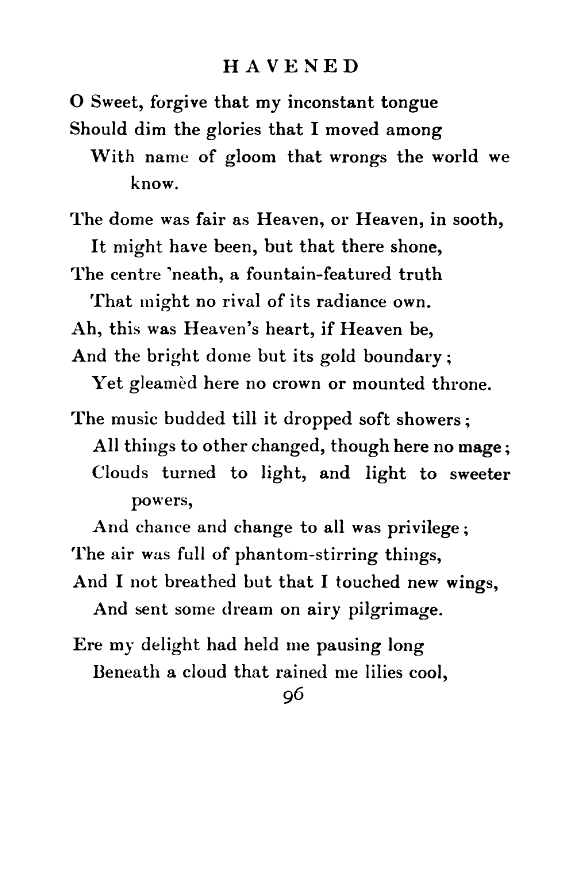 HAVENED
O Sweet, forgive that my inconstant tongue
Should dim the glories that I moved among
With name of gloom that wrongs the world we
know.
The dome was fair as Heaven, or Heaven, in sooth,
It might have been, but that there shone,
The centre 'neath, a fountain-featured truth
That might no rival of its radiance own.
Ah, this was Heaven's heart, if Heaven be,
And the bright dome but its gold boundary;
Yet gleamèd here no crown or mounted throne.
The music budded till it dropped soft showers;
All things to other changed, though here no mage;
Clouds turned to light, and light to sweeter
powers,
And chance and change to all was privilege;
The air was full of phantom-stirring things,
And I not breathed but that I touched new wings,
And sent some dream on airy pilgrimage.
Ere my delight had held me pausing long
Beneath a cloud that rained me lilies cool,
96